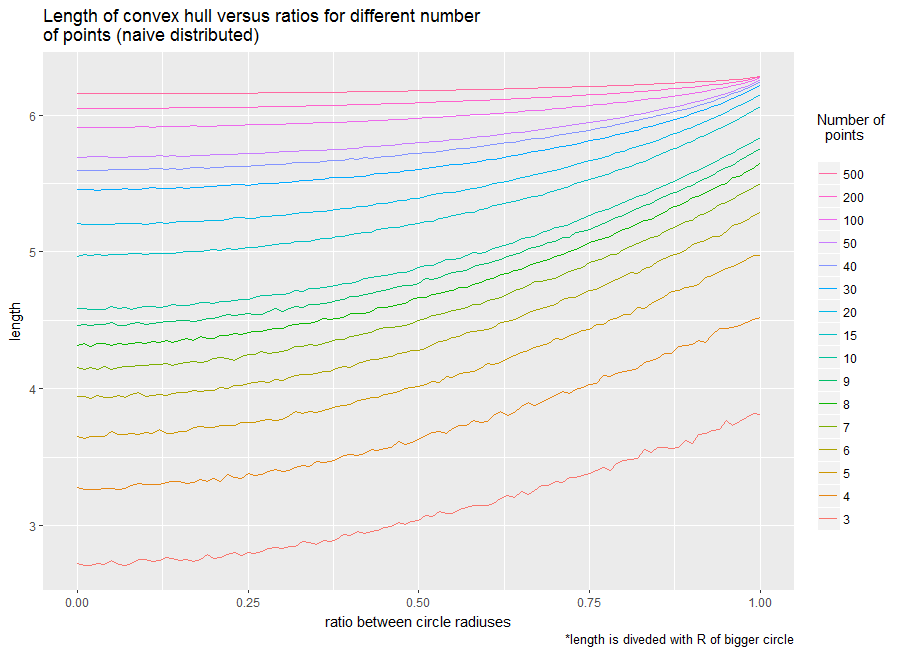 Length of convex hull versus ratios for different number
of points (naive distributed)
length
6
5
4
3
0.00 0.25 0.50 0.75 1.00
ratio between circle radiuses
*length is diveded with R of bigger circle
Number of
points
500
200
100
50
40
30
20
15
10
9
8
7
6
5
4
3